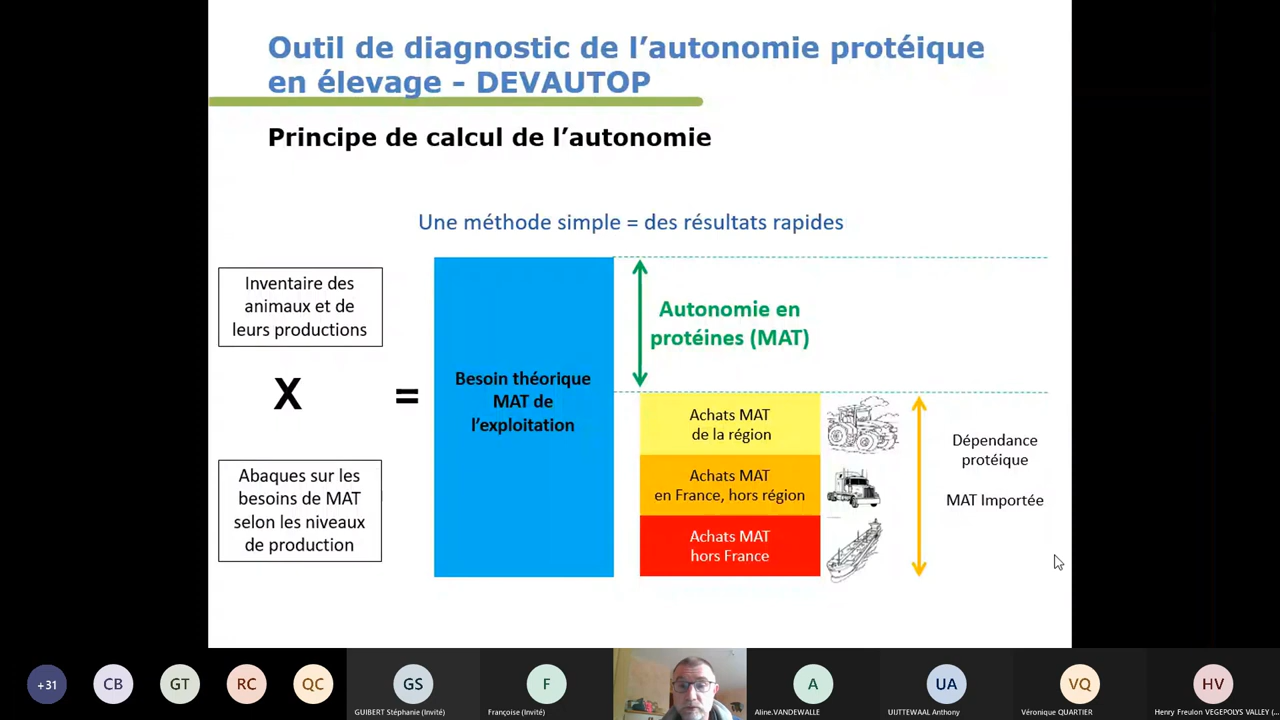 Outil de diagnostic de l’autonomie protéique
en élevage - DEVAUTOP
Principe de calcul de l’autonomie
Une méthode simple = des résultats rapides
Inventaire des
animaux et de
leurs productions
X
=
Abaques sur les
besoins de MAT
selon les niveaux
de production
Besoin théorique
MAT de
l’exploitation
Autonomie en
protéines (MAT)
Achats MAT
de la région
Achats MAT
en France, hors région
Achats MAT
hors France
Dépendance
protéique
MAT Importée
+31
CB
GT
RC
QC
GS
GUIBERT Stéphanie (Invité)
F
Françoise (Invité)
A
Aline.VANDEWALLE
UA
UIJTTEWAAL Anthony
VQ
Véronique QUARTIER
HV
Henry Freulon VEGEPOLYS VALLEY (...